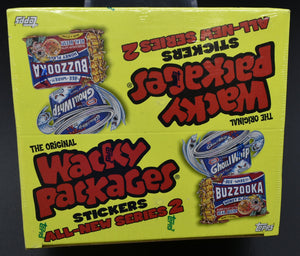 Topps
ALL-NEW SERIES 2
STICKERS
WACKY PACKAGES
THE ORIGINAL
BUZZOOKA
GHOUL WHIP
THE ORIGINAL
WACKY
PACKAGES
STICKERS
ALL-NEW SERIES 2
GHOUL WHIP
BUZZOOKA
Topps